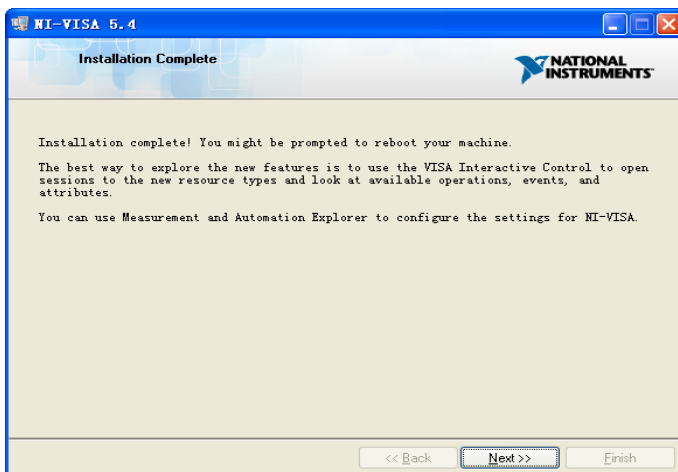 NI-VISA 5.4
Installation Complete
NATIONAL
INSTRUMENTS™
Installation complete! You might be prompted to reboot your machine.
The best way to explore the new features is to use the VISA Interactive Control to open
sessions to the new resource types and look at available operations, events, and
attributes.
You can use Measurement and Automation Explorer to configure the settings for NI-VISA.
<< Back
Next >>
Finish